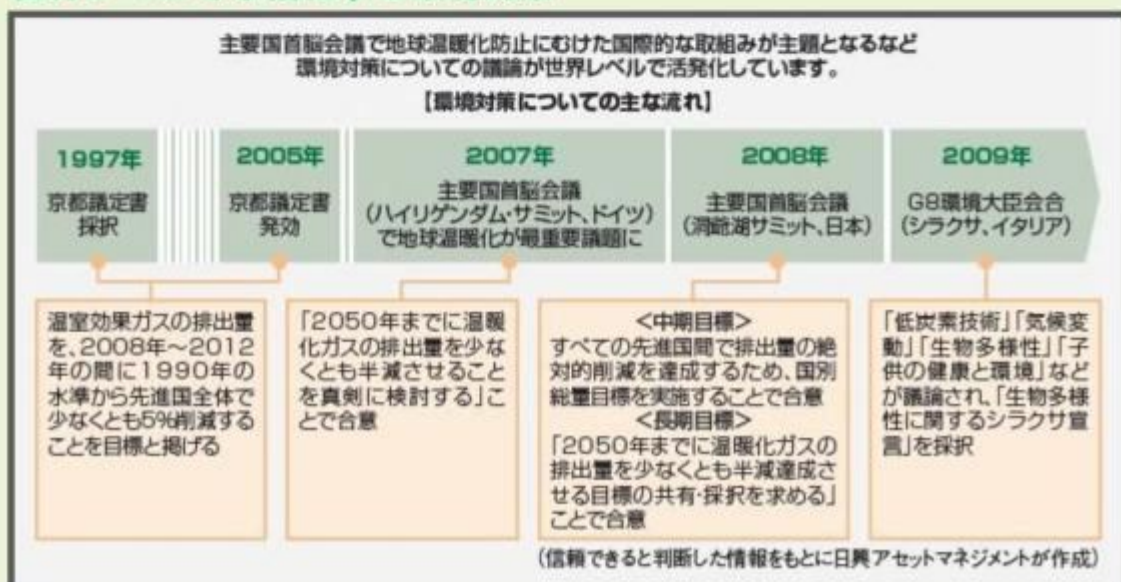 主要国首脳会議で地球温暖化防止にむけた国際的な取組みが主題となるなど
環境対策についての議論が世界レベルで活発化しています。
【環境対策についての主な流れ】
1997年
京都議定書
採択
2005年
京都議定書
発効
2007年
主要国首脳会議
(ハイリゲンダム・サミット、ドイツ)
で地球温暖化が最重要議題に
2008年
主要国首脳会議
(洞爺湖サミット、日本)
2009年
G8環境大臣会合
(シラクサ、イタリア)
温室効果ガスの排出量
を、2008年～2012
年の間に1990年の
水準から先進国全体で
少なくとも5%削減する
ことを目標と掲げる
「2050年までに温暖
化ガスの排出量を少な
くとも半減させること
を真剣に検討する」こ
とで合意
<中期目標>
すべての先進国間で排出量の絶
対的削減を達成するため、国別
総量目標を実施することで合意
<長期目標>
「2050年までに温暖化ガスの
排出量を少なくとも半減達成さ
せる目標の共有・採択を求める」
ことで合意
「低炭素技術」「気候変
動」「生物多様性」「子
供の健康と環境」など
が議論され、「生物多様
性に関するシラクサ宣
言」を採択
(信頼できると判断した情報をもとに日興アセットマネジメントが作成)